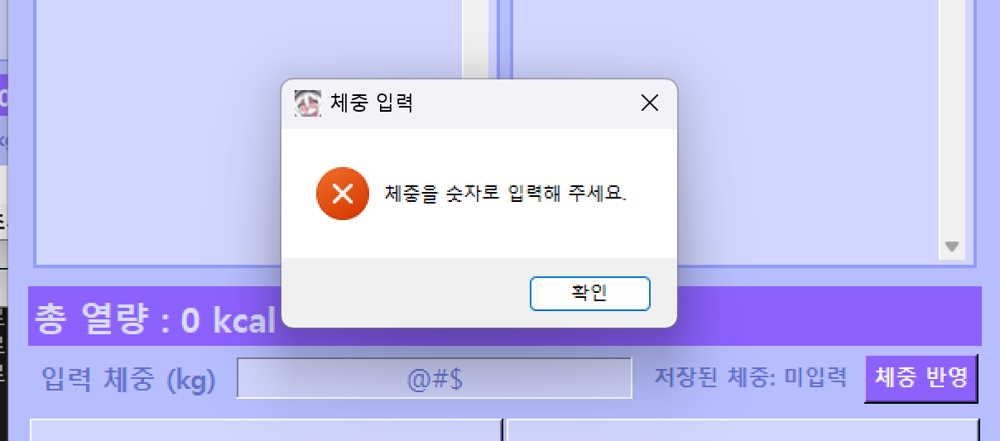 체중 입력
체중을 숫자로 입력해 주세요.
확인
총 열량 : 0 kcal
입력 체중 (kg)
@#$
저장된 체중: 미입력
체중 반영